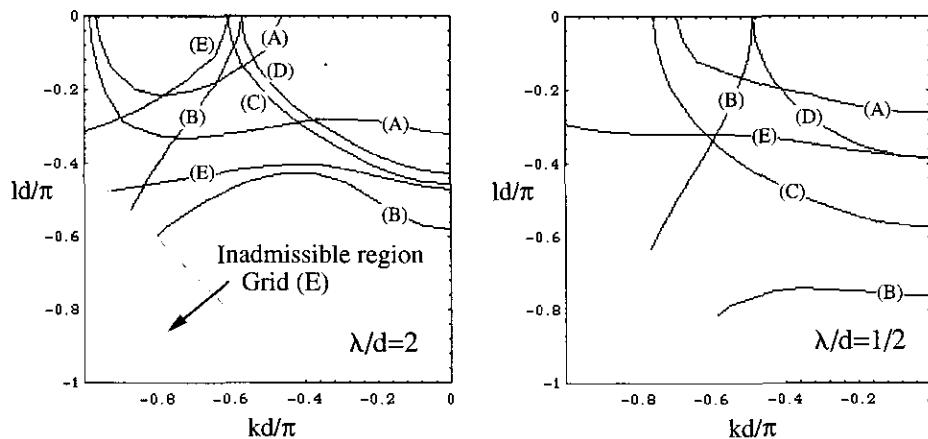 0
-0.2
-0.4
ld/π
-0.6
-0.8
-1
(E)
(A)
(D)
(B)
(C)
(A)
(E)
(B)
Inadmissible region
Grid (E)
λ/d=2
-0.8
-0.6
-0.4
-0.2
0
kd/π
0
-0.2
-0.4
ld/π
-0.6
-0.8
-1
(B)
(A)
(D)
(E)
(C)
(B)
λ/d=1/2
-0.8
-0.6
-0.4
-0.2
0
kd/π